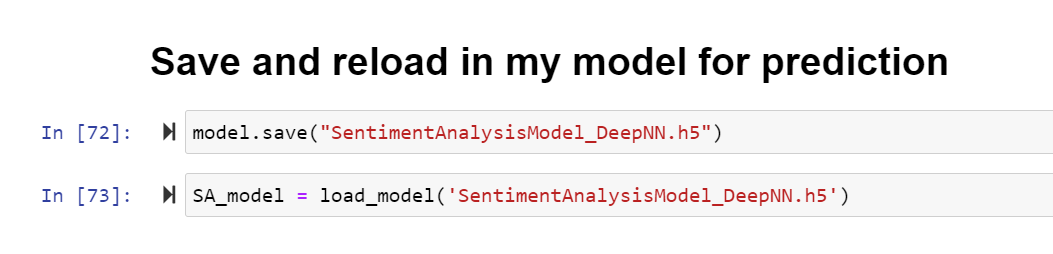 Save and reload in my model for prediction
In [72]: model.save("SentimentAnalysisModel_DeepNN.h5")
In [73]: SA_model = load_model('SentimentAnalysisModel_DeepNN.h5')